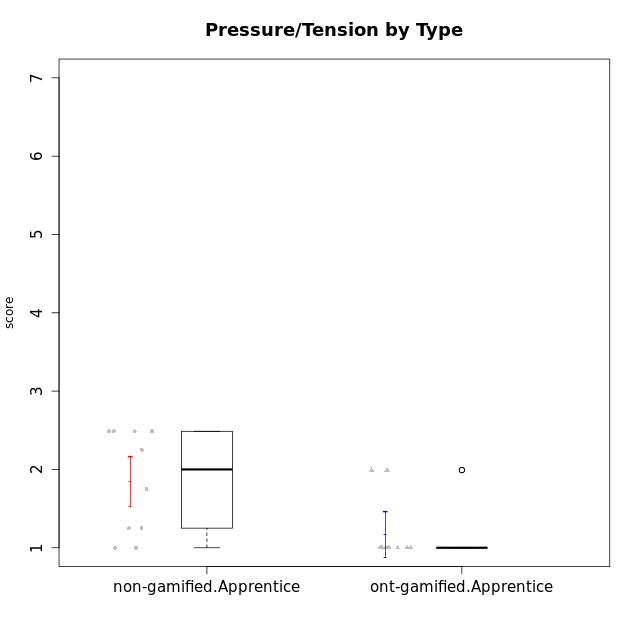 Pressure/Tension by Type
score
7
6
5
4
3
2
1
non-gamified.Apprentice
ont-gamified.Apprentice